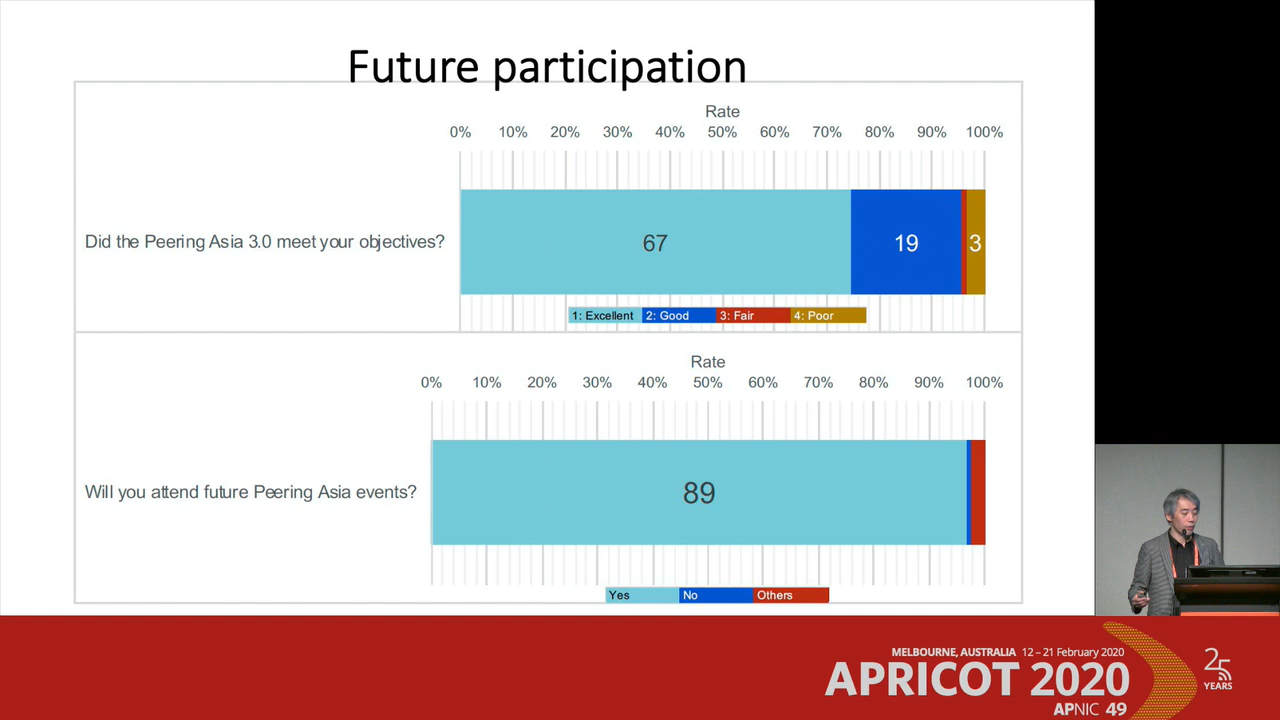 Future participation
Rate
0% 10% 20% 30% 40% 50% 60% 70% 80% 90% 100%
Did the Peering Asia 3.0 meet your objectives?
67 19 3
1: Excellent 2: Good 3: Fair 4: Poor
Rate
0% 10% 20% 30% 40% 50% 60% 70% 80% 90% 100%
Will you attend future Peering Asia events?
89
Yes No Others
MELBOURNE, AUSTRALIA 12 – 21 February 2020
APRICOT 2020
APNIC 49
25
YEARS